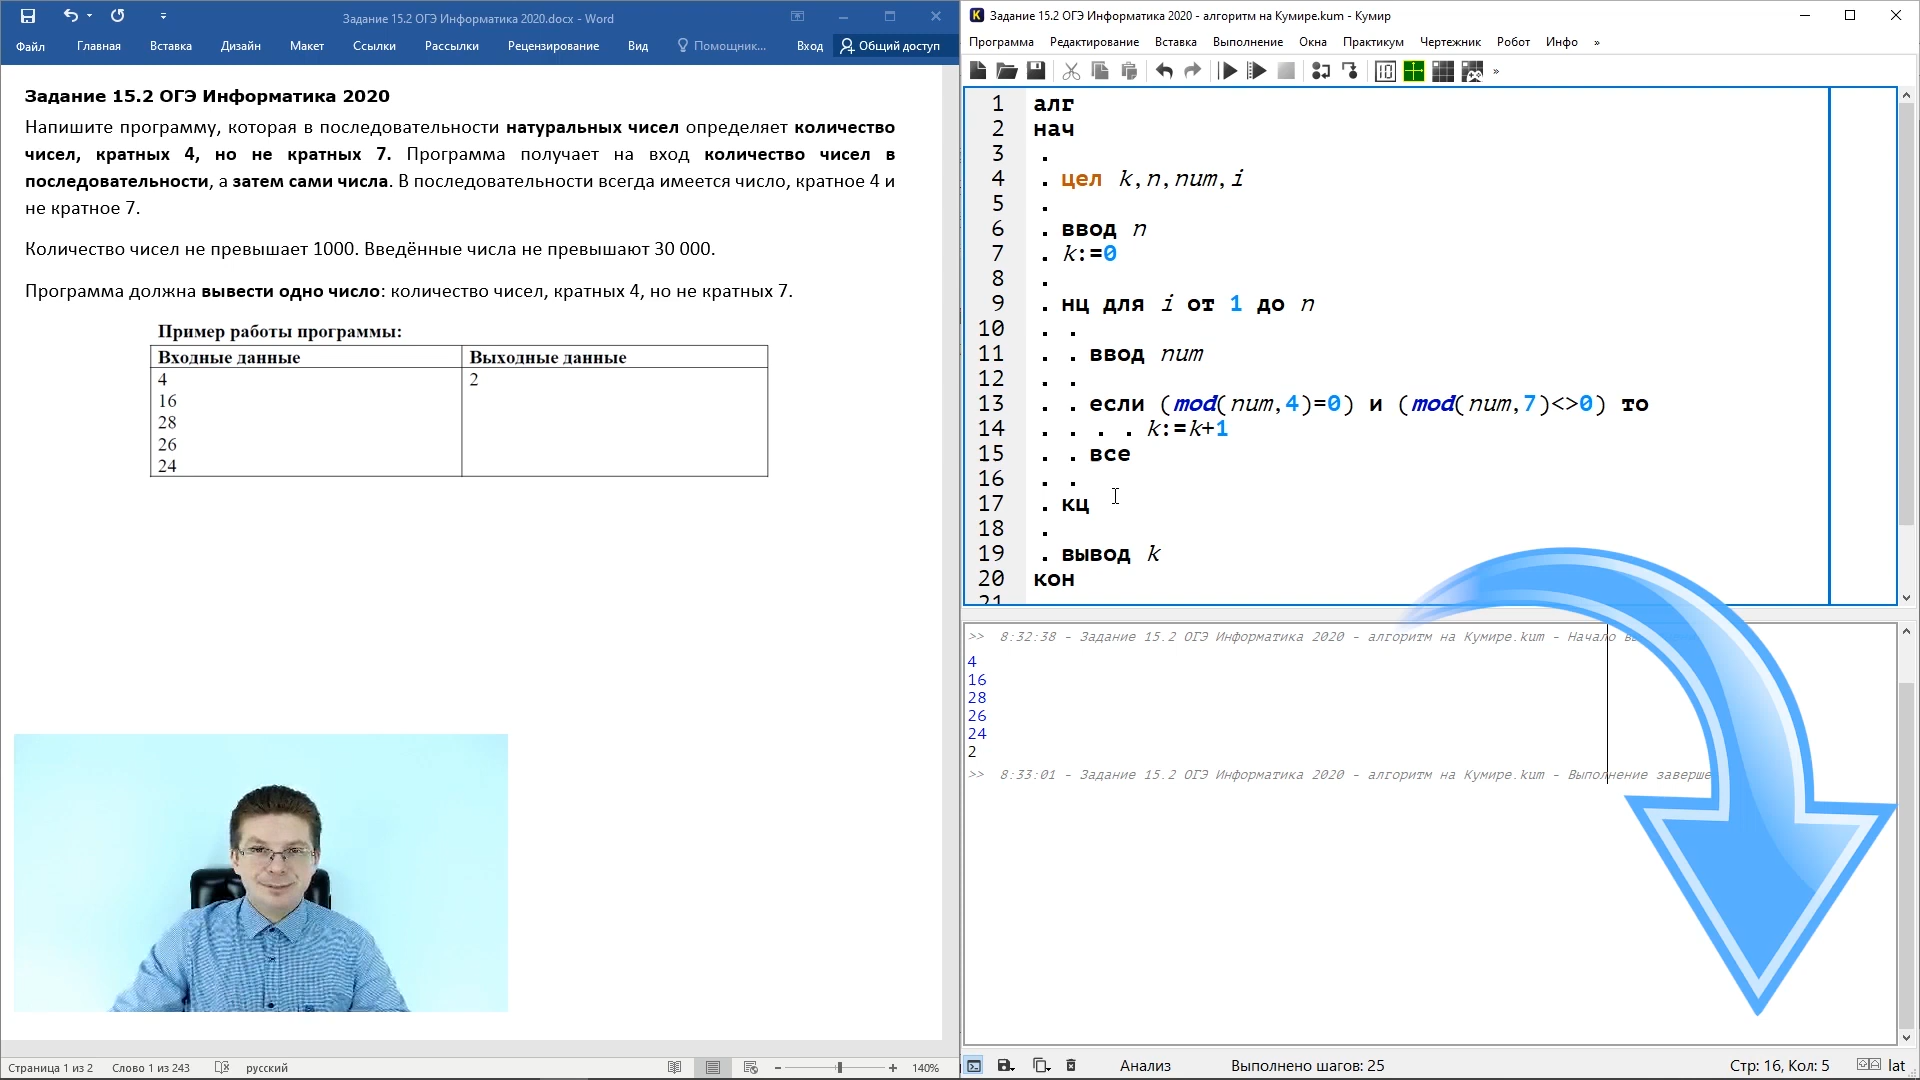 Задание 15.2 ОГЭ Информатика 2020.docx - Word
Файл Главная Вставка Дизайн Макет Ссылки Рассылки Рецензирование Вид Помощник... Вход Общий доступ
Задание 15.2 ОГЭ Информатика 2020
Напишите программу, которая в последовательности натуральных чисел определяет количество
чисел, кратных 4, но не кратных 7. Программа получает на вход количество чисел в
последовательности, а затем сами числа. В последовательности всегда имеется число, кратное 4 и
не кратное 7.
Количество чисел не превышает 1000. Введённые числа не превышают 30 000.
Программа должна вывести одно число: количество чисел, кратных 4, но не кратных 7.
Пример работы программы:
Входные данные Выходные данные
4 2
16
28
26
24
Страница 1 из 2 Слово 1 из 243 русский 140%
Задание 15.2 ОГЭ Информатика 2020 - алгоритм на Кумире.kum - Кумир
Программа Редактирование Вставка Выполнение Окна Практикум Чертежник Робот Инфо »
1 алг
2 нач
3 .
4 . цел k,n,num,i
5 .
6 . ввод n
7 . k:=0
8 .
9 . нц для i от 1 до n
10 . .
11 . . ввод num
12 . .
13 . . если (mod(num,4)=0) и (mod(num,7)<>0) то
14 . . . . k:=k+1
15 . . все
16 . .
17 . кц
18 .
19 . вывод k
20 кон
21
>> 8:32:38 - Задание 15.2 ОГЭ Информатика 2020 - алгоритм на Кумире.kum - Начало
4
16
28
26
24
2
>> 8:33:01 - Задание 15.2 ОГЭ Информатика 2020 - алгоритм на Кумире.kum - Выполнение заверше
Анализ Выполнено шагов: 25 Стр: 16, Кол: 5 lat